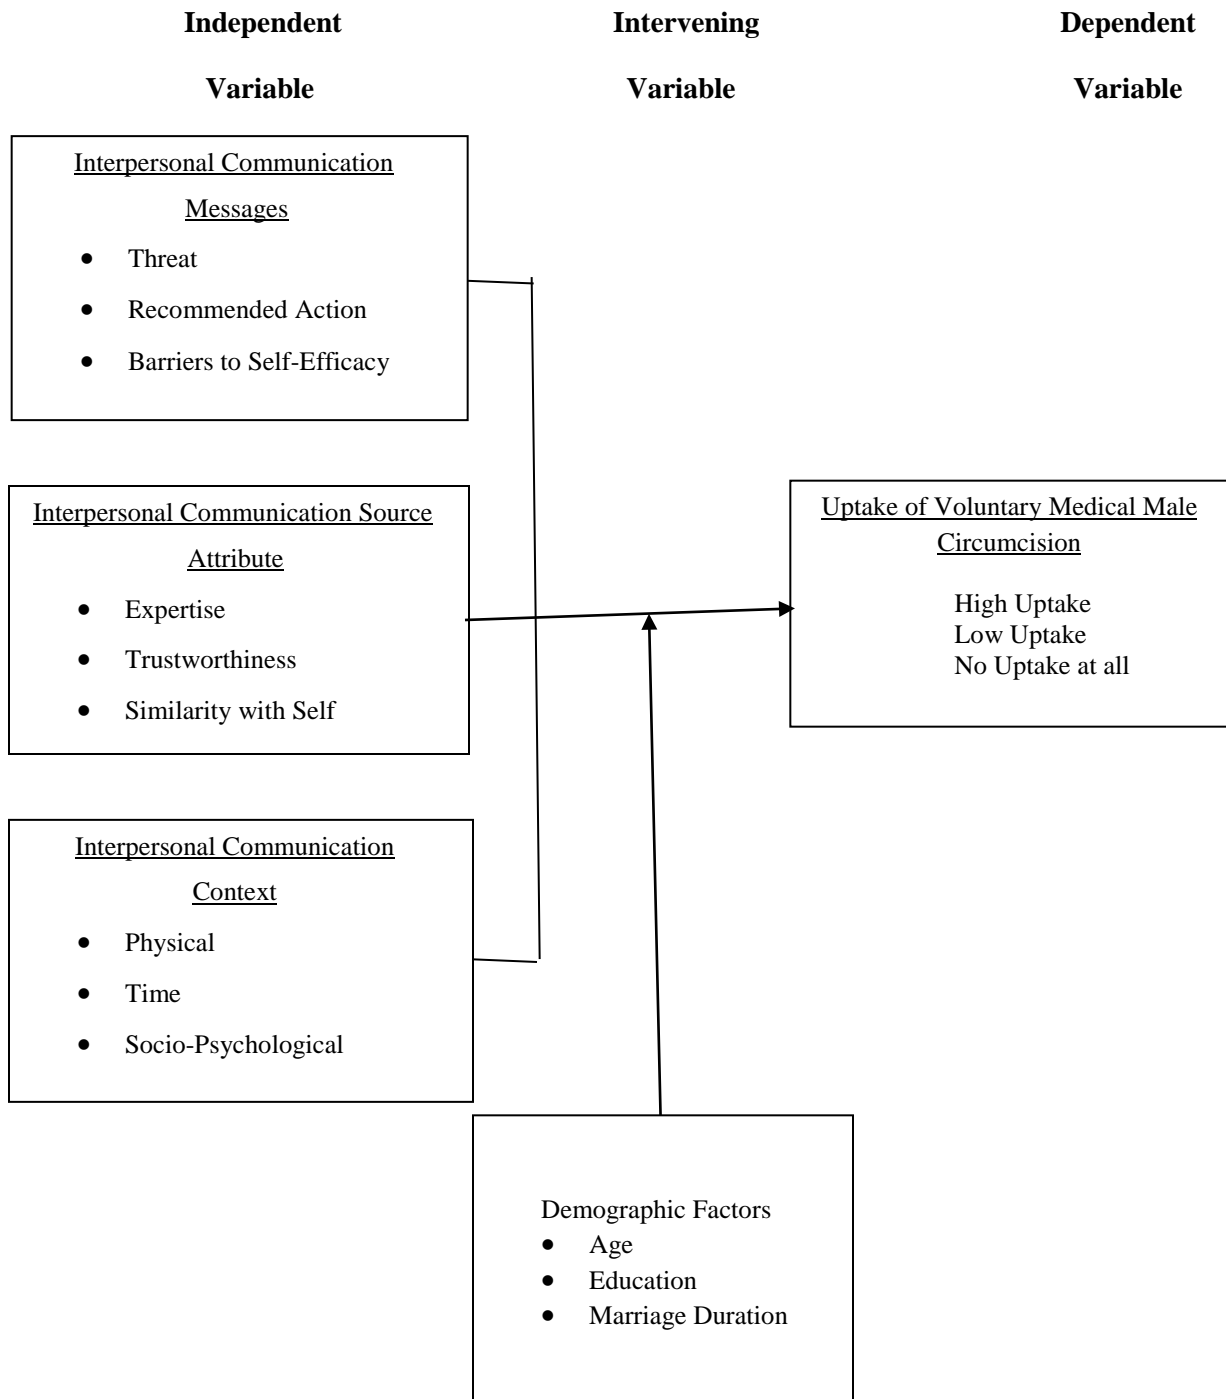 Independent
Variable
Intervening
Variable
Dependent
Variable
Interpersonal Communication
Messages
• Threat
• Recommended Action
• Barriers to Self-Efficacy
Interpersonal Communication Source
Attribute
• Expertise
• Trustworthiness
• Similarity with Self
Uptake of Voluntary Medical Male
Circumcision
High Uptake
Low Uptake
No Uptake at all
Interpersonal Communication
Context
• Physical
• Time
• Socio-Psychological
Demographic Factors
• Age
• Education
• Marriage Duration